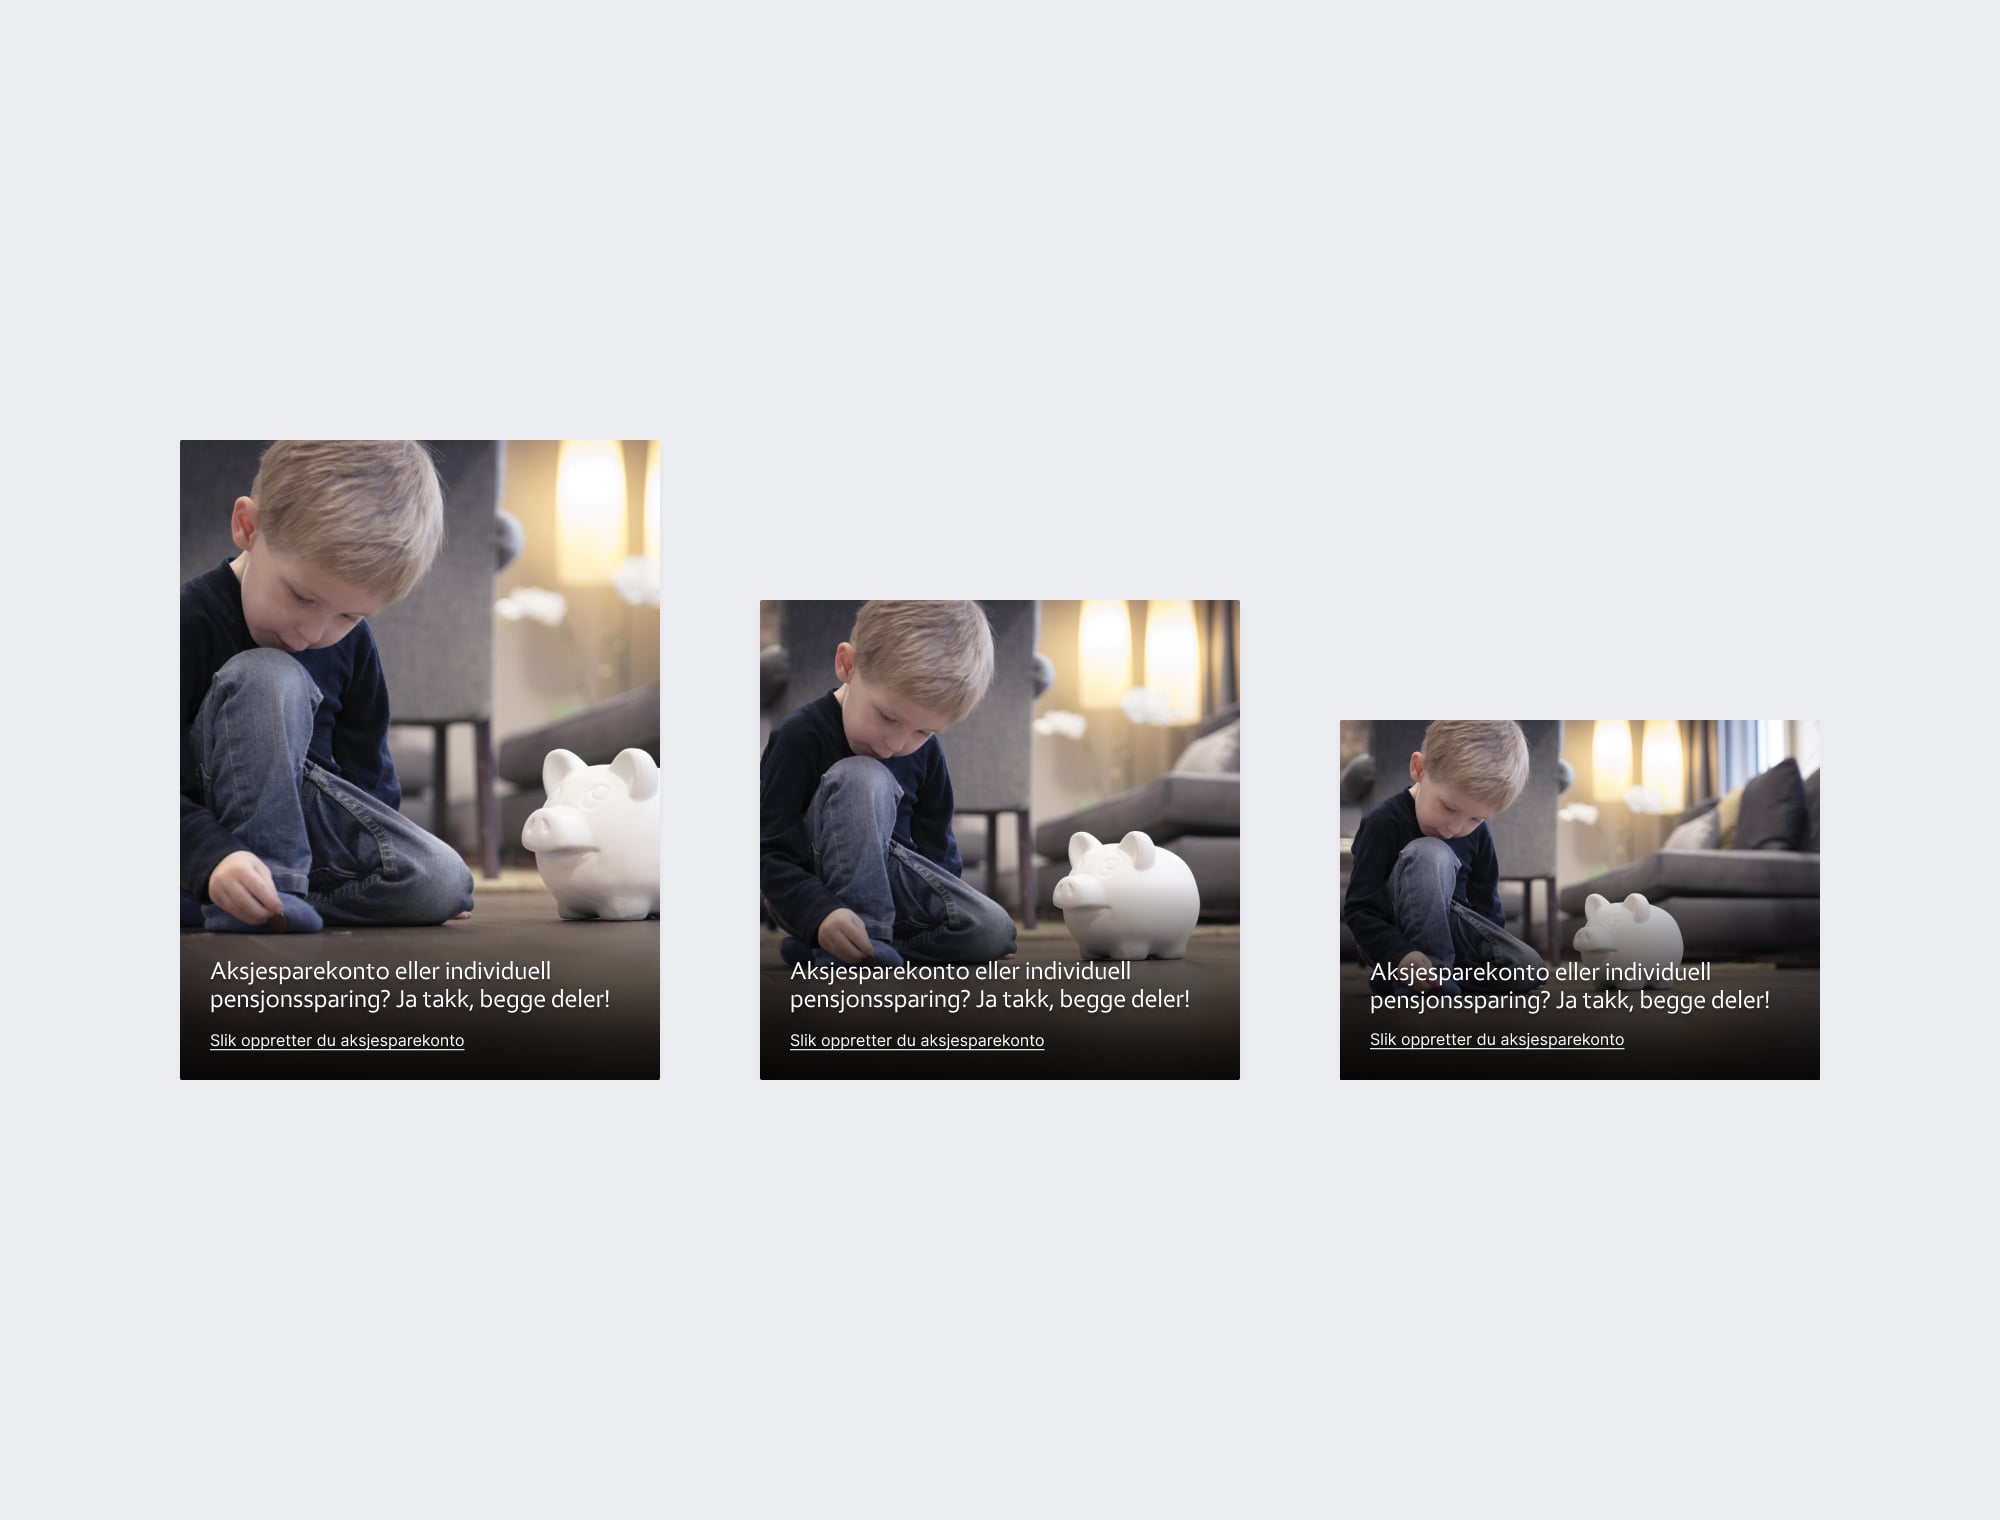 Aksjesparekonto eller individuell
pensjonssparing? Ja takk, begge deler!
Slik oppretter du aksjesparekonto
Aksjesparekonto eller individuell
pensjonssparing? Ja takk, begge deler!
Slik oppretter du aksjesparekonto
Aksjesparekonto eller individuell
pensjonssparing? Ja takk, begge deler!
Slik oppretter du aksjesparekonto